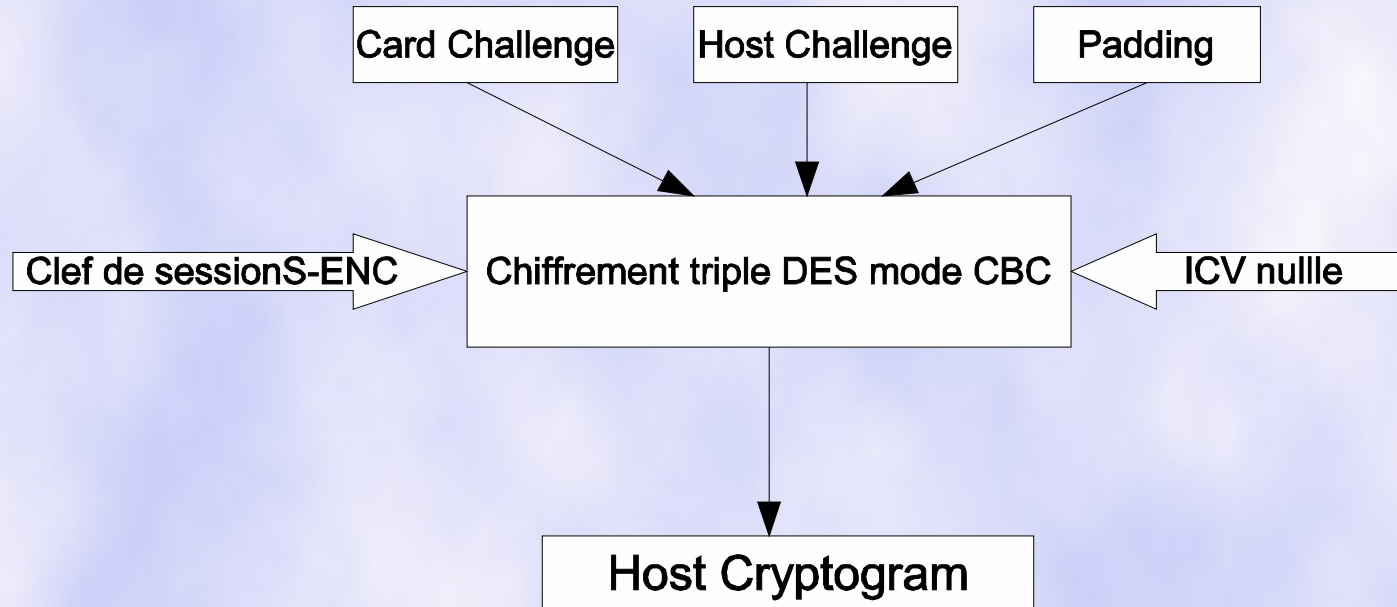 Card Challenge
Host Challenge
Padding
Clef de sessionS-ENC
Chiffrement triple DES mode CBC
ICV nullle
Host Cryptogram